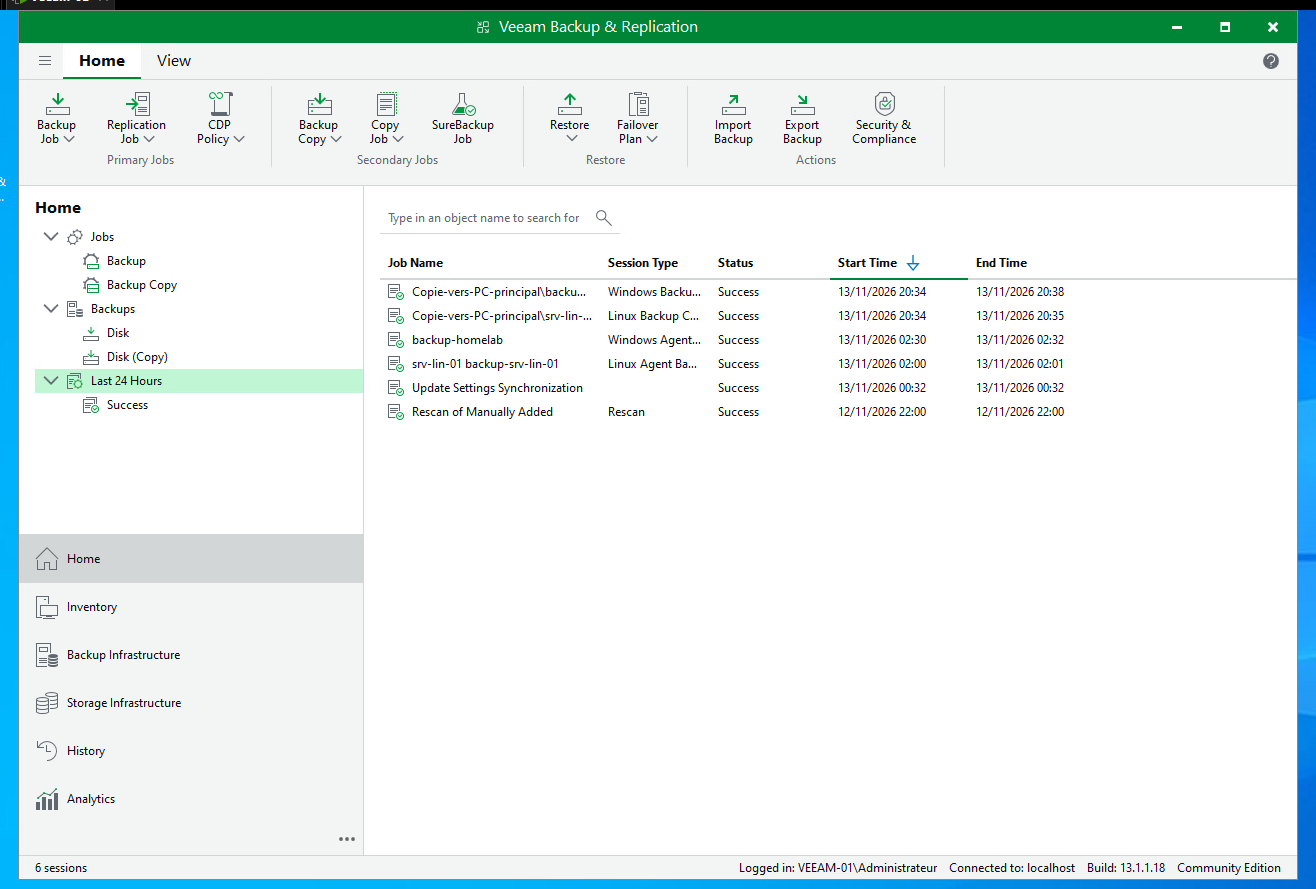 Veeam Backup & Replication
Home View
Backup Job
Replication Job
CDP Policy
Primary Jobs
Backup Copy
Copy Job
SureBackup Job
Secondary Jobs
Restore
Failover Plan
Restore
Import Backup
Export Backup
Security & Compliance
Actions
&
Home
Jobs
Backup
Backup Copy
Backups
Disk
Disk (Copy)
Last 24 Hours
Success
Type in an object name to search for
Job Name Session Type Status Start Time End Time
Copie-vers-PC-principal\backu... Windows Backu... Success 13/11/2026 20:34 13/11/2026 20:38
Copie-vers-PC-principal\srv-lin-... Linux Backup C... Success 13/11/2026 20:34 13/11/2026 20:35
backup-homelab Windows Agent... Success 13/11/2026 02:30 13/11/2026 02:32
srv-lin-01 backup-srv-lin-01 Linux Agent Ba... Success 13/11/2026 02:00 13/11/2026 02:01
Update Settings Synchronization Success 13/11/2026 00:32 13/11/2026 00:32
Rescan of Manually Added Rescan Success 12/11/2026 22:00 12/11/2026 22:00
Home
Inventory
Backup Infrastructure
Storage Infrastructure
History
Analytics
6 sessions
Logged in: VEEAM-01\Administrateur Connected to: localhost Build: 13.1.1.18 Community Edition